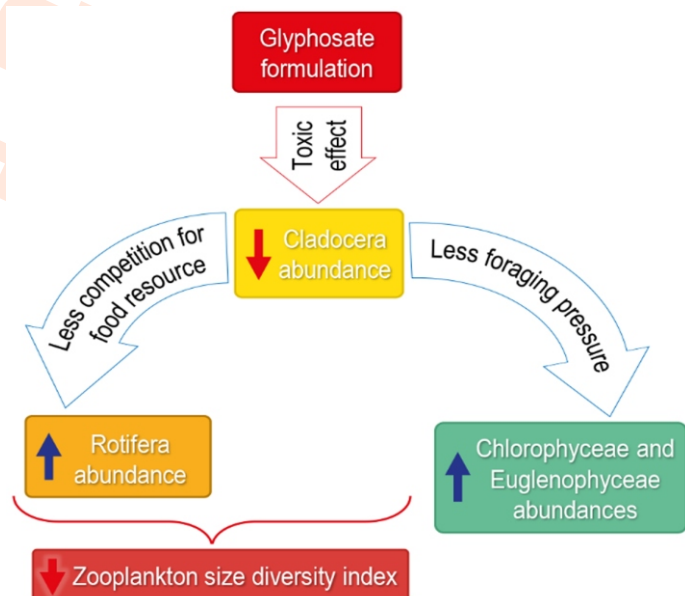 Glyphosate
formulation
Toxic
effect
Cladocera
abundance
Less competition for
food resource
Less foraging pressure
Rotifera
abundance
Chlorophyceae and
Euglenophyceae
abundances
Zooplankton size diversity index